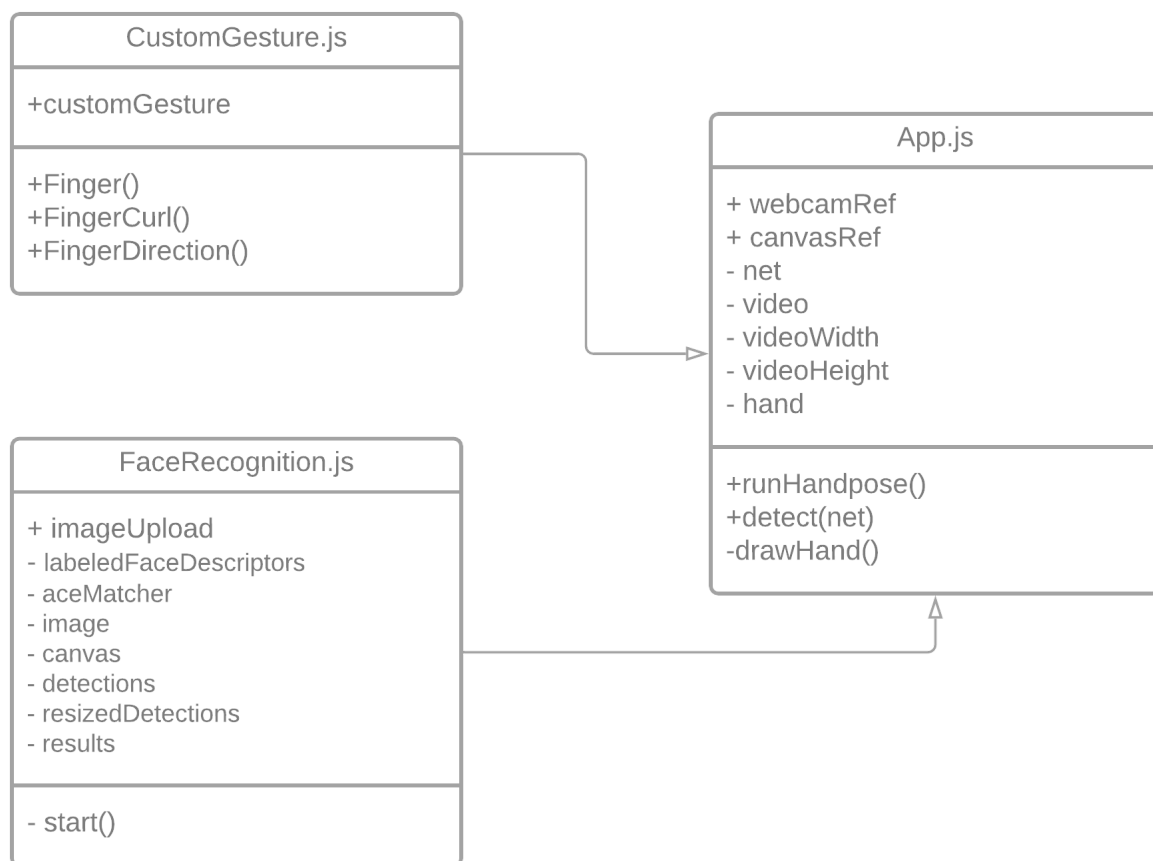 CustomGesture.js
+customGesture
+Finger()
+FingerCurl()
+FingerDirection()
App.js
+ webcamRef
+ canvasRef
- net
- video
- videoWidth
- videoHeight
- hand
+runHandpose()
+detect(net)
-drawHand()
FaceRecognition.js
+ imageUpload
- labeledFaceDescriptors
- aceMatcher
- image
- canvas
- detections
- resizedDetections
- results
- start()